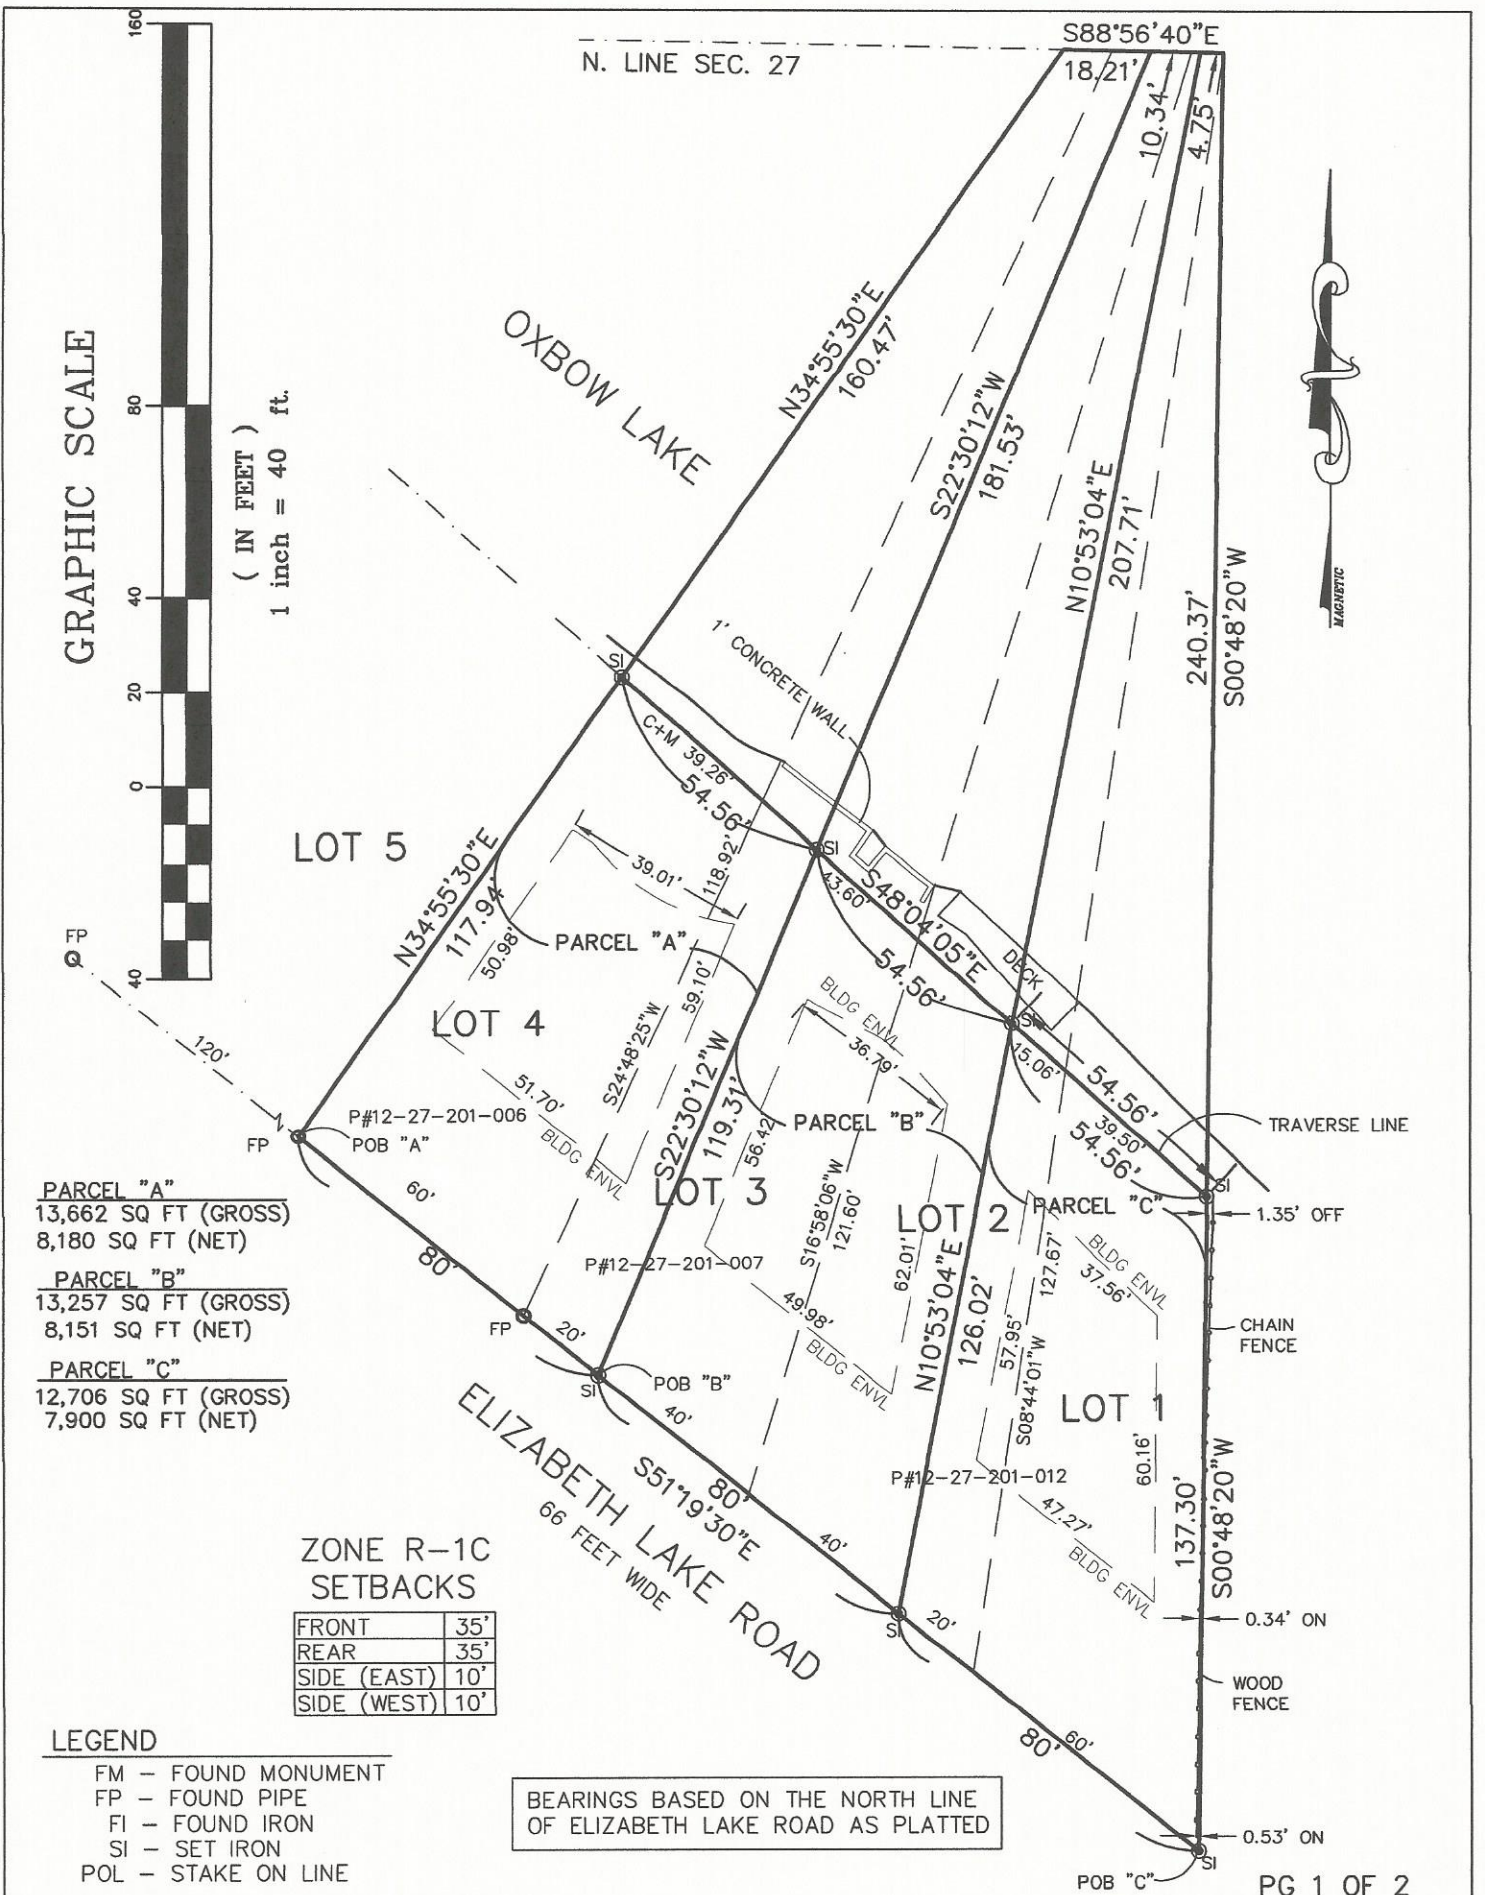 160
80
40
20
0
40
GRAPHIC SCALE
( IN FEET )
1 inch = 40 ft.
S88°56'40"E
N. LINE SEC. 27
18.21'
10.34'
4.75'
OXBOW LAKE
N34°55'30"E
160.47'
S22°30'12"W
181.53'
N10°53'04"E
207.71'
240.37'
S00°48'20"W
MAGNETIC
1' CONCRETE WALL
SI
C+M 39.26'
54.56'
SI
43.60'
S48°04'05"E
54.56'
DECK
SI
15.06'
54.56'
39.50'
54.56'
TRAVERSE LINE
SI
1.35' OFF
LOT 5
N34°55'30"E
117.94'
50.98'
39.01'
118.92'
PARCEL "A"
59.10'
S24°48'25"W
LOT 4
51.70'
BLDG ENVL
P#12-27-201-006
FP
120'
FP
POB "A"
60'
80'
FP
20'
S22°30'12"W
119.31'
BLDG ENVL
36.79'
56.42'
PARCEL "B"
LOT 3
S16°58'06"W
121.60'
P#12-27-201-007
49.98'
BLDG ENVL
62.01'
LOT 2
N10°53'04"E
126.02'
PARCEL "C"
127.67'
57.95'
S08°44'01"W
BLDG ENVL
37.56'
LOT 1
CHAIN
FENCE
60.16'
P#12-27-201-012
47.27'
BLDG ENVL
137.30'
S00°48'20"W
0.34' ON
WOOD
FENCE
0.53' ON
SI
POB "B"
40'
80'
40'
S51°19'30"E
ELIZABETH LAKE ROAD
66 FEET WIDE
SI
20'
80'
60'
SI
POB "C"
PARCEL "A"
13,662 SQ FT (GROSS)
8,180 SQ FT (NET)
PARCEL "B"
13,257 SQ FT (GROSS)
8,151 SQ FT (NET)
PARCEL "C"
12,706 SQ FT (GROSS)
7,900 SQ FT (NET)
ZONE R-1C
SETBACKS
FRONT 35'
REAR 35'
SIDE (EAST) 10'
SIDE (WEST) 10'
LEGEND
FM - FOUND MONUMENT
FP - FOUND PIPE
FI - FOUND IRON
SI - SET IRON
POL - STAKE ON LINE
BEARINGS BASED ON THE NORTH LINE
OF ELIZABETH LAKE ROAD AS PLATTED
PG 1 OF 2